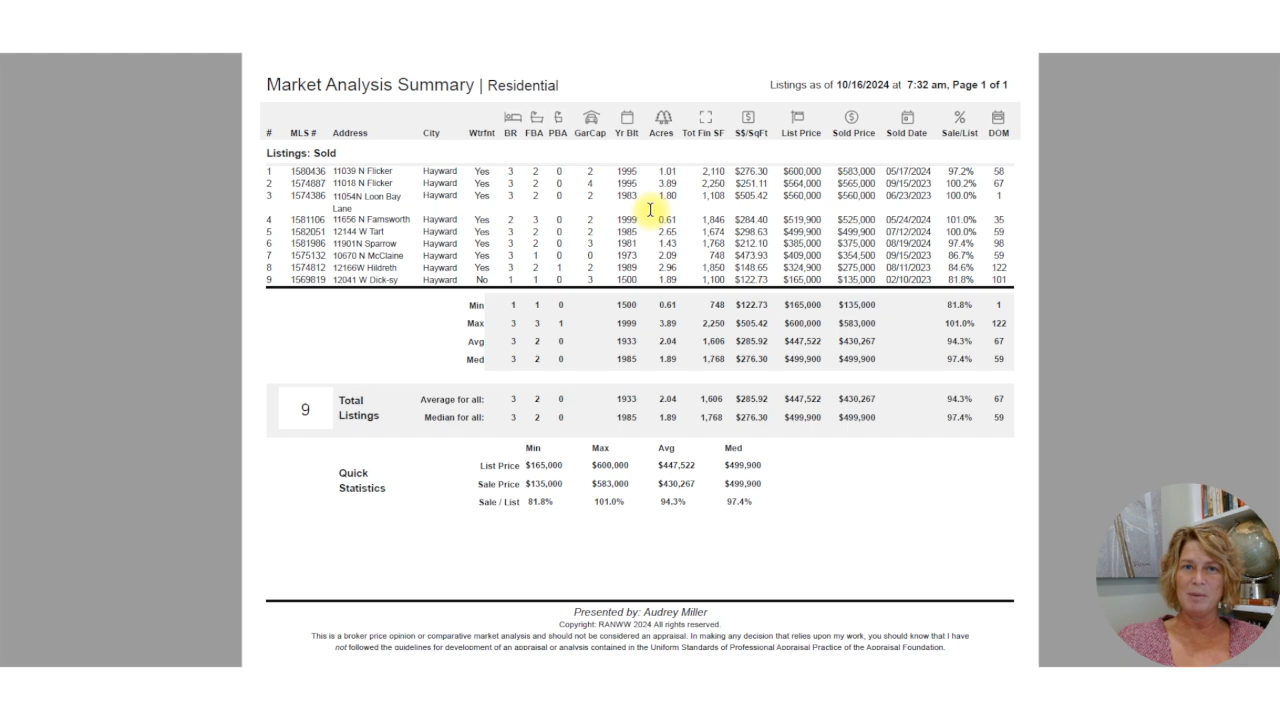 Market Analysis Summary | Residential
Listings as of 10/16/2024 at 7:32 am, Page 1 of 1
# MLS # Address City Wtrfnt BR FBA PBA GarCap Yr Blt Acres Tot Fin SF S$/SqFt List Price Sold Price Sold Date Sale/List DOM
Listings: Sold
1 1580436 11039 N Flicker Hayward Yes 3 2 0 2 1995 1.01 2,110 $276.30 $600,000 $583,000 05/17/2024 97.2% 58
2 1574887 11018 N Flicker Hayward Yes 3 2 0 4 1995 3.89 2,250 $251.11 $564,000 $565,000 09/15/2023 100.2% 67
3 1574386 11054N Loon Bay Hayward Yes 3 2 0 2 1983 1.80 1,108 $505.42 $560,000 $560,000 06/23/2023 100.0% 1
Lane
4 1581106 11656 N Famsworth Hayward Yes 2 3 0 2 1999 0.61 1,846 $284.40 $519,900 $525,000 05/24/2024 101.0% 35
5 1582051 12144 W Tart Hayward Yes 3 2 0 2 1985 2.65 1,674 $298.63 $499,900 $499,900 07/12/2024 100.0% 59
6 1581986 11901N Sparrow Hayward Yes 3 2 0 3 1981 1.43 1,768 $212.10 $385,000 $375,000 08/19/2024 97.4% 98
7 1575132 10670 N McClaine Hayward Yes 3 1 0 0 1973 2.09 748 $473.93 $409,000 $354,500 09/15/2023 86.7% 59
8 1574812 12166W Hildreth Hayward Yes 3 2 1 2 1989 2.96 1,850 $148.65 $324,900 $275,000 08/11/2023 84.6% 122
9 1569819 12041 W Dick-sy Hayward No 1 1 0 3 1500 1.89 1,100 $122.73 $165,000 $135,000 02/10/2023 81.8% 101
Min 1 1 0 1500 0.61 748 $122.73 $165,000 $135,000 81.8% 1
Max 3 3 1 1999 3.89 2,250 $505.42 $600,000 $583,000 101.0% 122
Avg 3 2 0 1933 2.04 1,606 $285.92 $447,522 $430,267 94.3% 67
Med 3 2 0 1985 1.89 1,768 $276.30 $499,900 $499,900 97.4% 59
9 Total Listings
Average for all: 3 2 0 1933 2.04 1,606 $285.92 $447,522 $430,267 94.3% 67
Median for all: 3 2 0 1985 1.89 1,768 $276.30 $499,900 $499,900 97.4% 59
Quick Statistics
Min Max Avg Med
List Price $165,000 $600,000 $447,522 $499,900
Sale Price $135,000 $583,000 $430,267 $499,900
Sale / List 81.8% 101.0% 94.3% 97.4%
Presented by: Audrey Miller
Copyright: RANWW 2024 All rights reserved.
This is a broker price opinion or comparative market analysis and should not be considered an appraisal. In making any decision that relies upon my work, you should know that I have
not followed the guidelines for development of an appraisal or analysis contained in the Uniform Standards of Professional Appraisal Practice of the Appraisal Foundation.